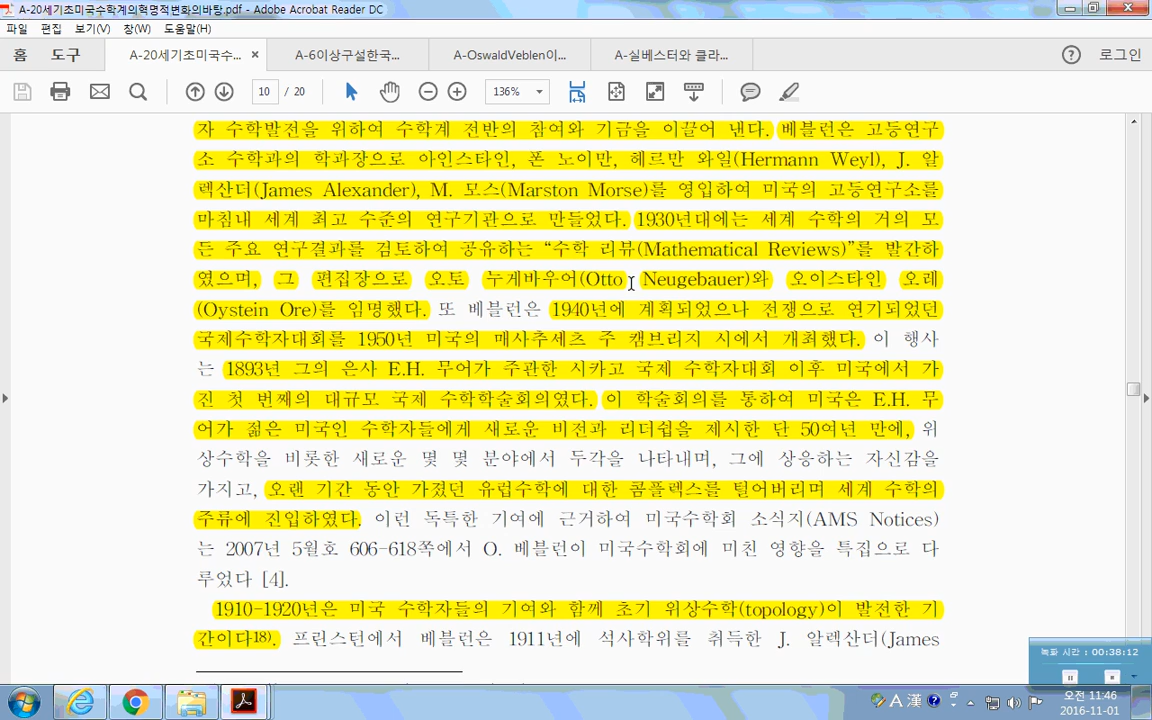 A-20세기초미국수학계의혁명적변화의바탕.pdf - Adobe Acrobat Reader DC
파일 편집 보기(V) 창(W) 도움말(H)
홈 도구 A-20세기초미국수... × A-6이상구설한국... A-OswaldVeblen이... A-실베스터와 클라... ? 로그인
10 / 20 136%
자 수학발전을 위하여 수학계 전반의 참여와 기금을 이끌어 낸다. 베블런은 고등연구
소 수학과의 학과장으로 아인스타인, 폰 노이만, 헤르만 와일(Hermann Weyl), J. 알
렉산더(James Alexander), M. 모스(Marston Morse)를 영입하여 미국의 고등연구소를
마침내 세계 최고 수준의 연구기관으로 만들었다. 1930년대에는 세계 수학의 거의 모
든 주요 연구결과를 검토하여 공유하는 “수학 리뷰(Mathematical Reviews)”를 발간하
였으며, 그 편집장으로 오토 누게바우어(Otto Neugebauer)와 오이스타인 오레
(Oystein Ore)를 임명했다. 또 베블런은 1940년에 계획되었으나 전쟁으로 연기되었던
국제수학자대회를 1950년 미국의 매사추세츠 주 캠브리지 시에서 개최했다. 이 행사
는 1893년 그의 은사 E.H. 무어가 주관한 시카고 국제 수학자대회 이후 미국에서 가
진 첫 번째의 대규모 국제 수학학술회의였다. 이 학술회의를 통하여 미국은 E.H. 무
어가 젊은 미국인 수학자들에게 새로운 비전과 리더쉽을 제시한 단 50여년 만에, 위
상수학을 비롯한 새로운 몇 몇 분야에서 두각을 나타내며, 그에 상응하는 자신감을
가지고, 오랜 기간 동안 가졌던 유럽수학에 대한 콤플렉스를 털어버리며 세계 수학의
주류에 진입하였다. 이런 독특한 기여에 근거하여 미국수학회 소식지(AMS Notices)
는 2007년 5월호 606-618쪽에서 O. 베블런이 미국수학회에 미친 영향을 특집으로 다
루었다 [4].
1910-1920년은 미국 수학자들의 기여와 함께 초기 위상수학(topology)이 발전한 기
간이다18). 프린스턴에서 베블런은 1911년에 석사학위를 취득한 J. 알렉산더(James
녹화 시간 : 00:38:12
A 漢 ?
오전 11:46
2016-11-01